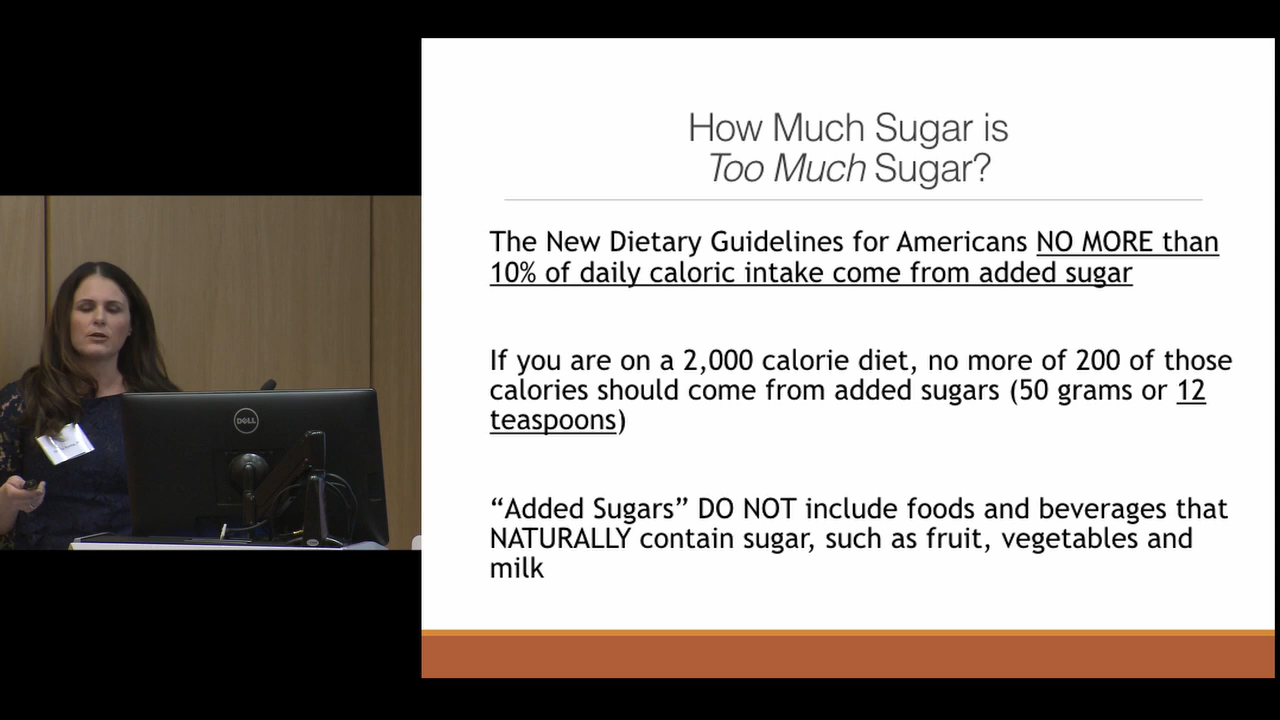 How Much Sugar is
Too Much Sugar?
The New Dietary Guidelines for Americans NO MORE than
10% of daily caloric intake come from added sugar
If you are on a 2,000 calorie diet, no more of 200 of those
calories should come from added sugars (50 grams or 12
teaspoons)
“Added Sugars” DO NOT include foods and beverages that
NATURALLY contain sugar, such as fruit, vegetables and
milk
DELL